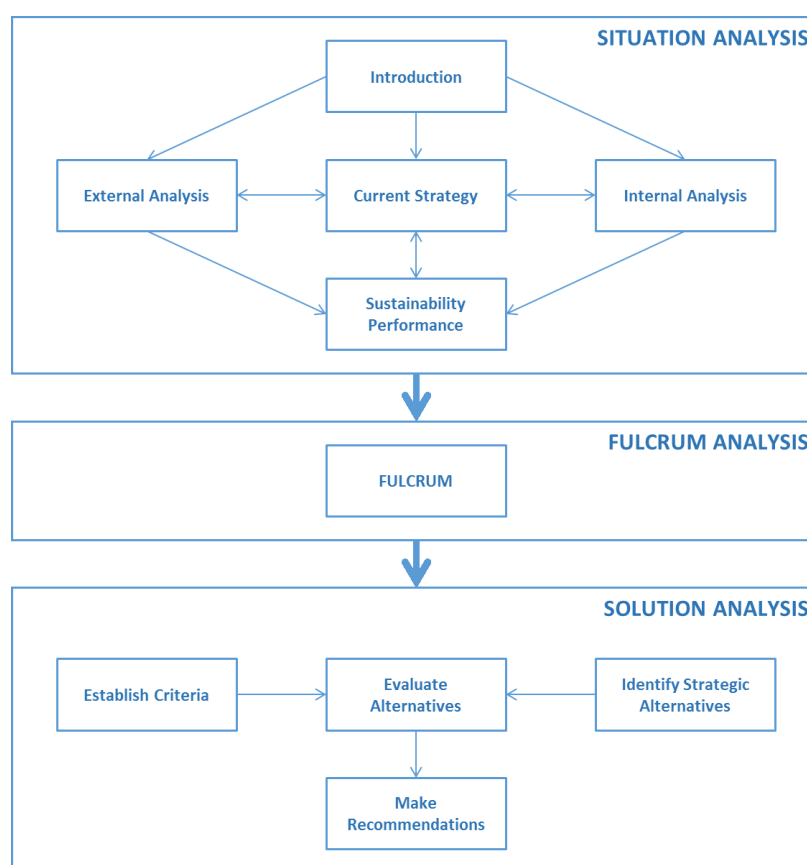 SITUATION ANALYSIS
Introduction
External Analysis
Current Strategy
Internal Analysis
Sustainability
Performance
FULCRUM ANALYSIS
FULCRUM
SOLUTION ANALYSIS
Establish Criteria
Evaluate
Alternatives
Identify Strategic
Alternatives
Make
Recommendations